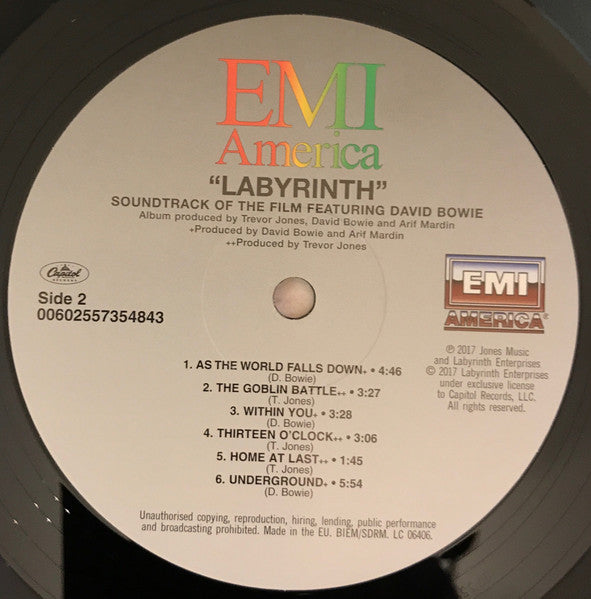 EMI
America
"LABYRINTH"
SOUNDTRACK OF THE FILM FEATURING DAVID BOWIE
Album produced by Trevor Jones, David Bowie and Arif Mardin
+Produced by David Bowie and Arif Mardin
++Produced by Trevor Jones
Capitol
RECORDS
Side 2
00602557354843
EMI
AMERICA®
℗ 2017 Jones Music
and Labyrinth Enterprises
© 2017 Labyrinth Enterprises
under exclusive license
to Capitol Records, LLC.
All rights reserved.
1. AS THE WORLD FALLS DOWN+ • 4:46
(D. Bowie)
2. THE GOBLIN BATTLE++ • 3:27
(T. Jones)
3. WITHIN YOU+ • 3:28
(D. Bowie)
4. THIRTEEN O'CLOCK++ • 3:06
(T. Jones)
5. HOME AT LAST++ • 1:45
(T. Jones)
6. UNDERGROUND+ • 5:54
(D. Bowie)
Unauthorised copying, reproduction, hiring, lending, public performance
and broadcasting prohibited. Made in the EU. BIEM/SDRM. LC 06406.